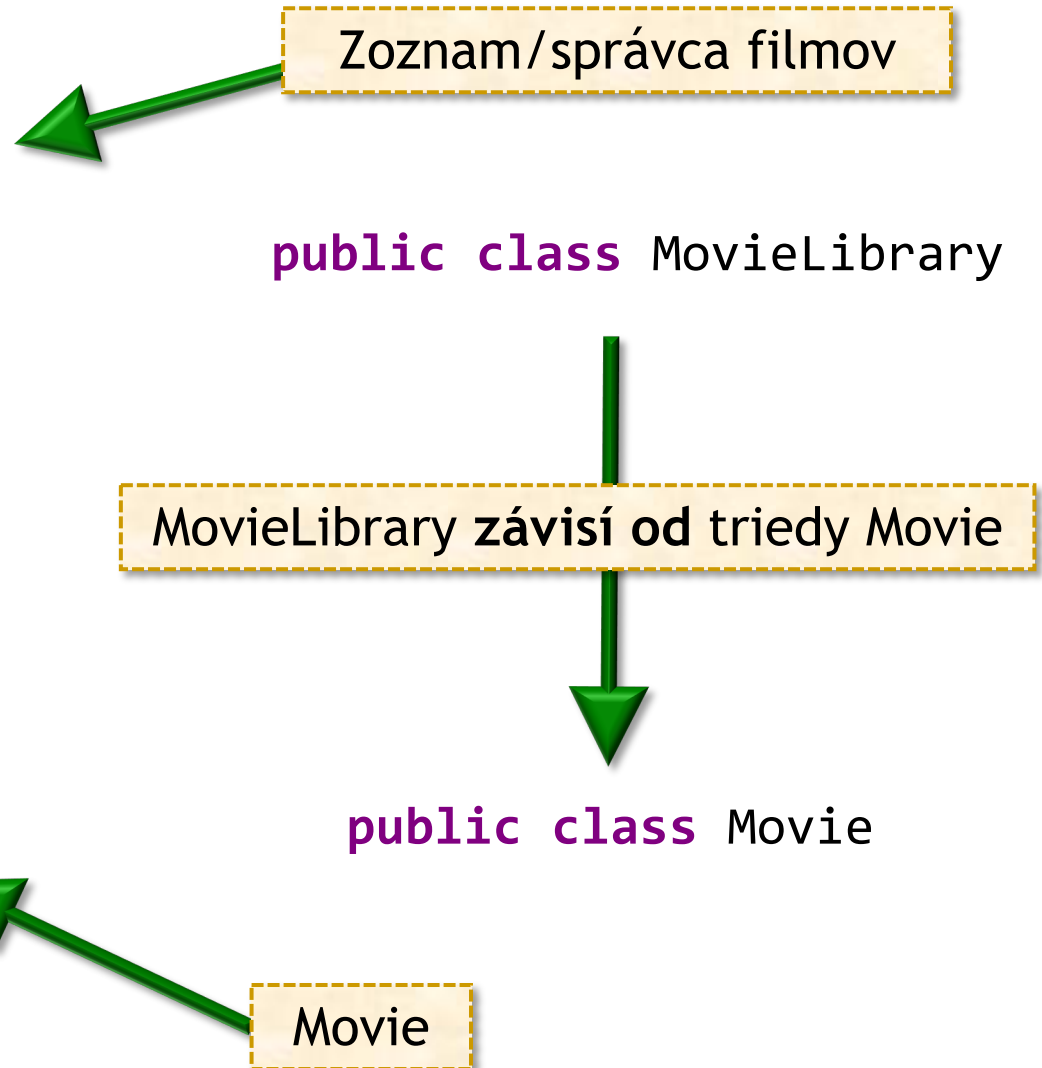 Zoznam/správca filmov
public class MovieLibrary
MovieLibrary závisí od triedy Movie
public class Movie
Movie